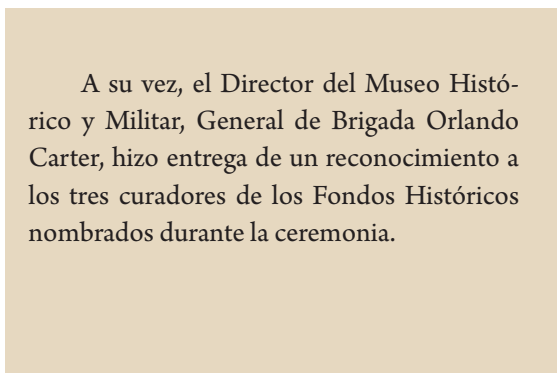 A su vez, el Director del Museo Histó-
rico y Militar, General de Brigada Orlando
Carter, hizo entrega de un reconocimiento a
los tres curadores de los Fondos Históricos
nombrados durante la ceremonia.